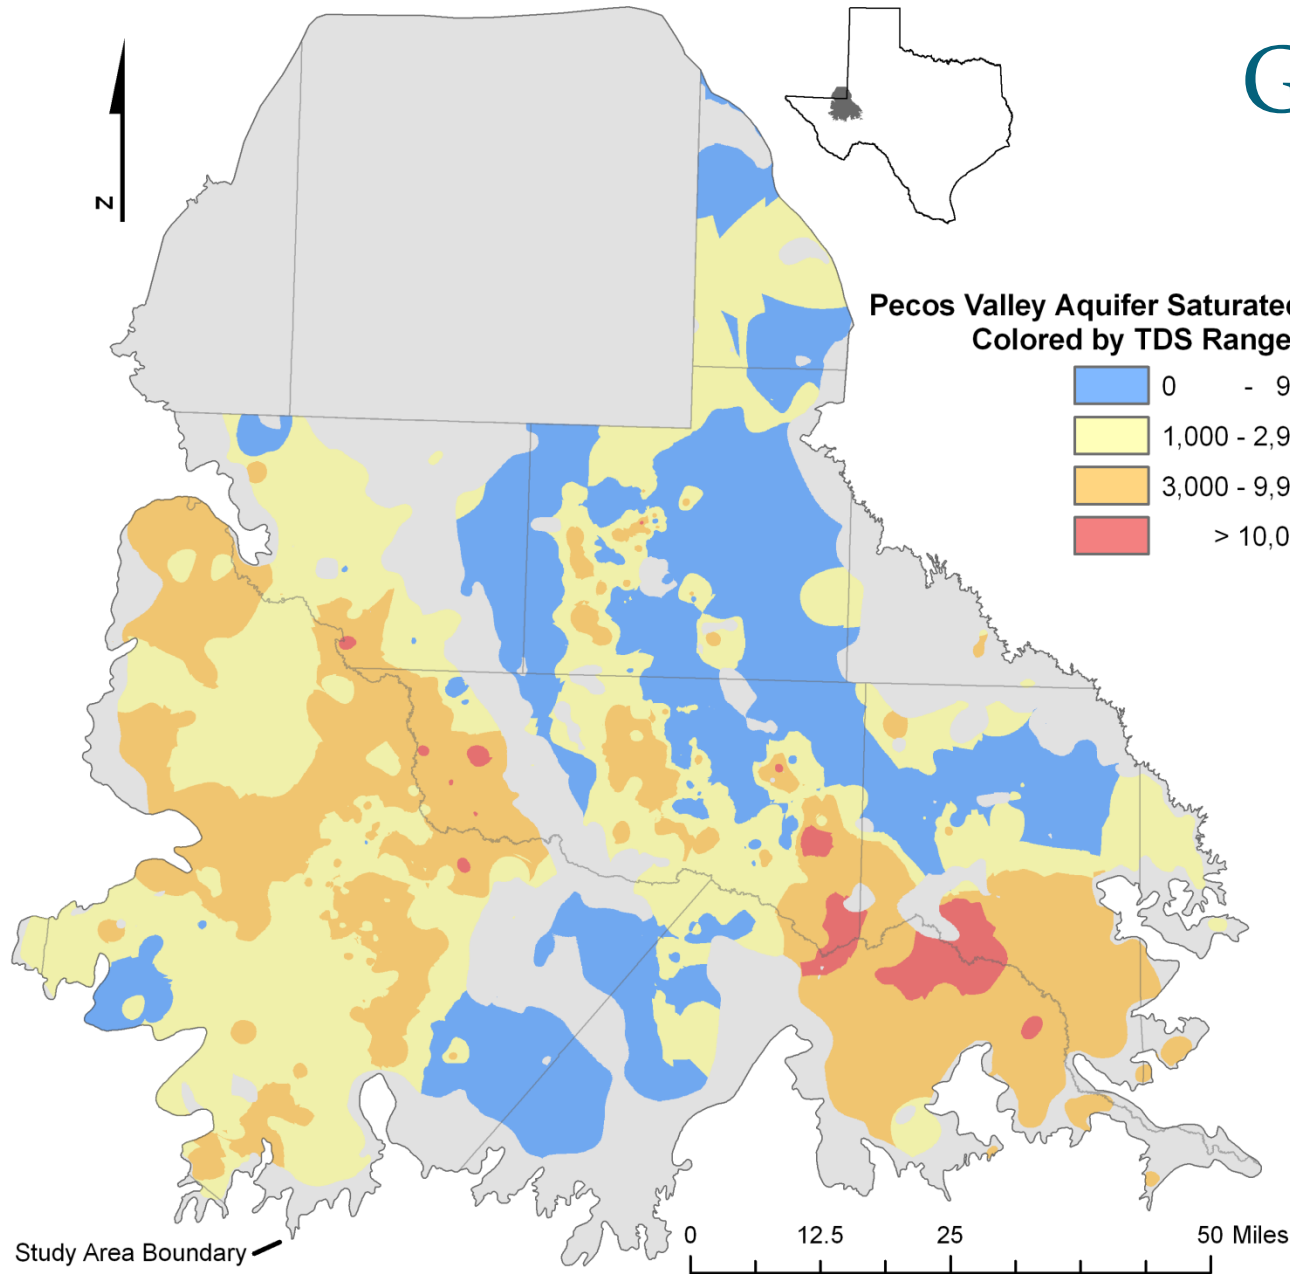 G
N
Pecos Valley Aquifer Saturated
Colored by TDS Range
0 - 9
1,000 - 2,9
3,000 - 9,9
> 10,0
0 12.5 25 50 Miles
Study Area Boundary